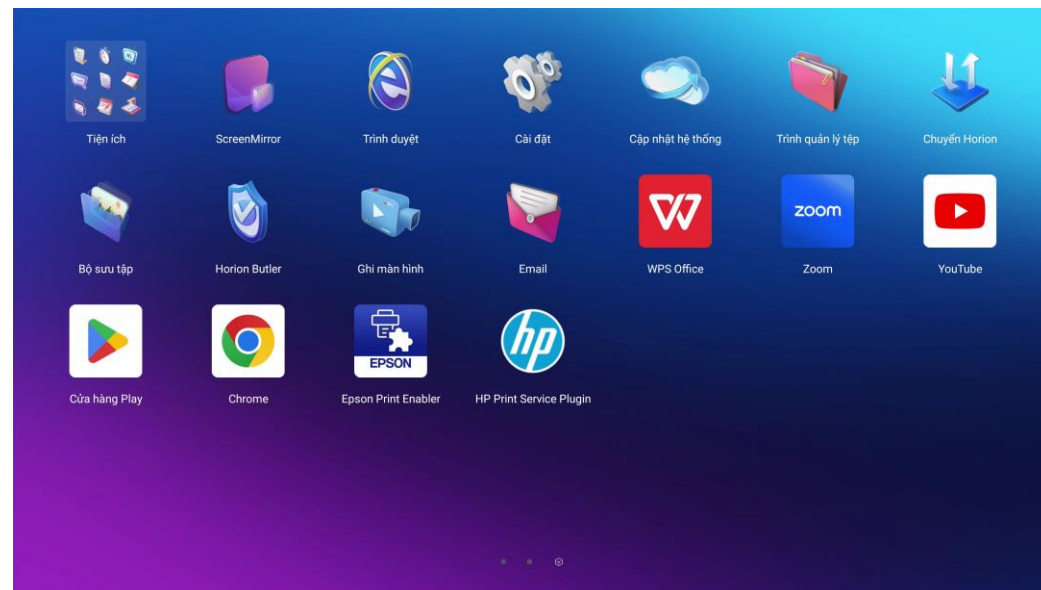 Tiện ích
ScreenMirror
Trình duyệt
Cài đặt
Cập nhật hệ thống
Trình quản lý tệp
Chuyển Horion
Bộ sưu tập
Horion Butler
Ghi màn hình
Email
zoom
WPS Office
Zoom
YouTube
EPSON
hp
Cửa hàng Play
Chrome
Epson Print Enabler
HP Print Service Plugin